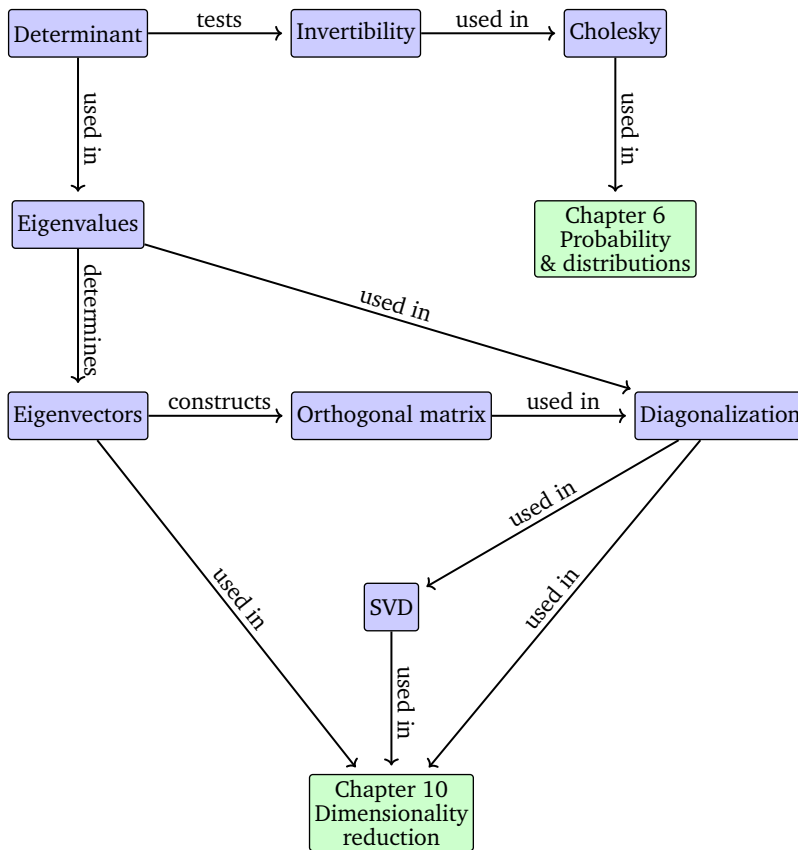 Determinant
tests
Invertibility
used in
Cholesky
used in
used in
Eigenvalues
Chapter 6
Probability
& distributions
determines
used in
Eigenvectors
constructs
Orthogonal matrix
used in
Diagonalization
used in
used in
used in
SVD
used in
Chapter 10
Dimensionality
reduction